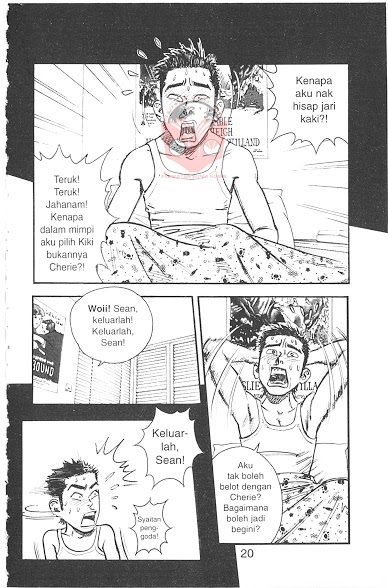 Kenapa
aku nak
hisap jari
kaki?!
Teruk!
Teruk!
Jahanam!
Kenapa
dalam mimpi
aku pilih Kiki
bukannya
Cherie?!
Woii! Sean,
keluarlah!
Keluarlah,
Sean!
OUND
Aku
tak boleh
belot dengan
Cherie?
Bagaimana
boleh jadi
begini?
Keluar-
lah,
Sean!
Syaitan
peng-
goda!
20